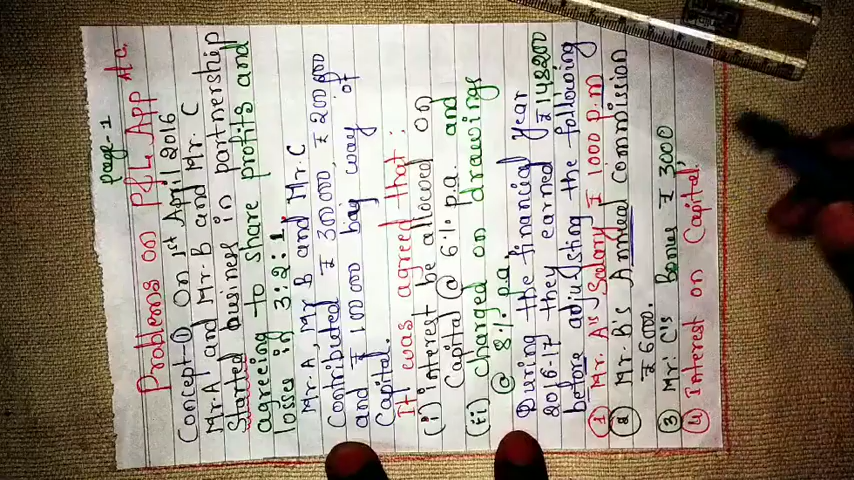 page-1
Problems on P&L App A/c.
Concept-① On 1st April 2016
Mr.A and Mr.B and Mr. C
Started business in partnership
agreeing to share profits and
losses in 3:2:1
Mr.A, Mr B and Mr.C
Contributed ₹ 300000, ₹ 200000
and ₹ 100000 bay way of
Capital.
It was agreed that:
(i) interest be allowed on
Capital @ 6% p.a. and
(ii) charged on drawings
@ 8% p.a.
During the financial year
2016-17 they earned ₹148200
before adjusting the following
① Mr. A's Salary ₹ 1000 p.m
② Mr. B's Annual Commission
₹ 6000.
③ Mr. C's Bonus ₹ 3000
④ Interest on Capital,